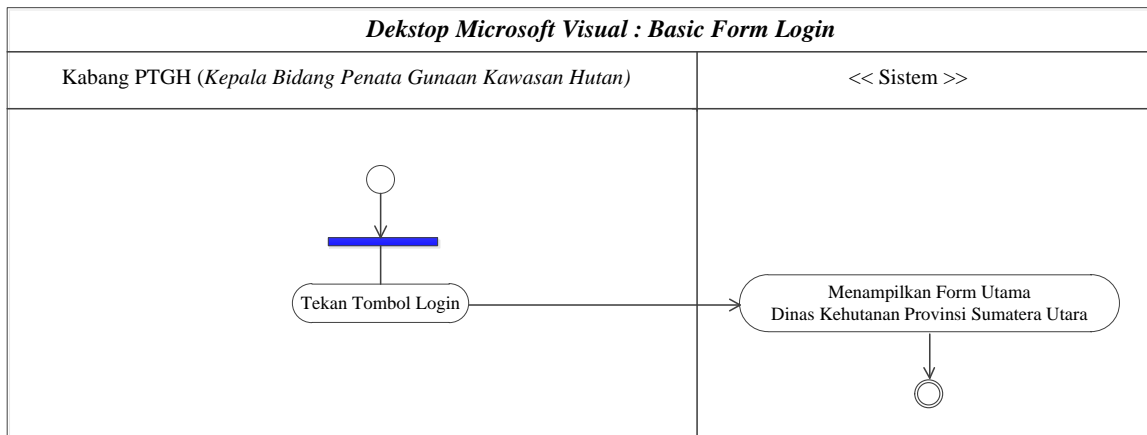 Dekstop Microsoft Visual : Basic Form Login
Kabang PTGH (Kepala Bidang Penata Gunaan Kawasan Hutan)
<< Sistem >>
Tekan Tombol Login
Menampilkan Form Utama
Dinas Kehutanan Provinsi Sumatera Utara